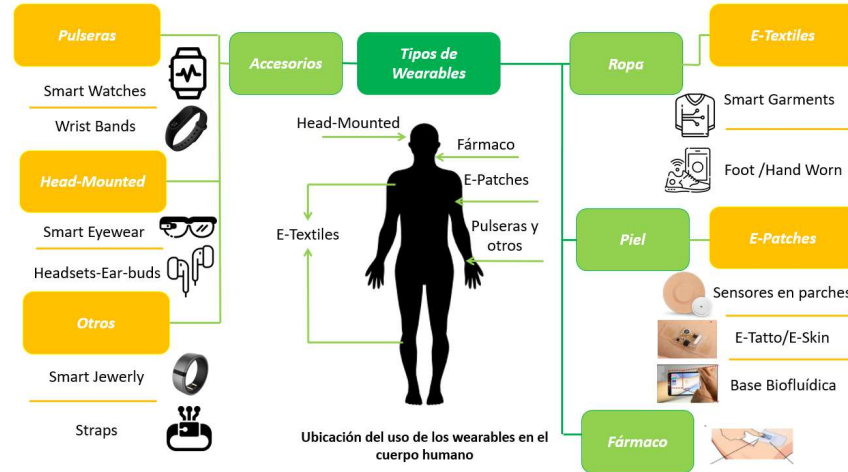 Pulseras
Smart Watches
Wrist Bands
Head-Mounted
Smart Eyewear
Headsets-Ear-buds
Otros
Smart Jewerly
Straps
Accesorios
Tipos de
Wearables
Head-Mounted
Fármaco
E-Patches
E-Textiles
Pulseras y
otros
Ubicación del uso de los wearables en el
cuerpo humano
Ropa
E-Textiles
Smart Garments
Foot /Hand Worn
Piel
E-Patches
Sensores en parches
E-Tatto/E-Skin
Base Biofluídica
Fármaco